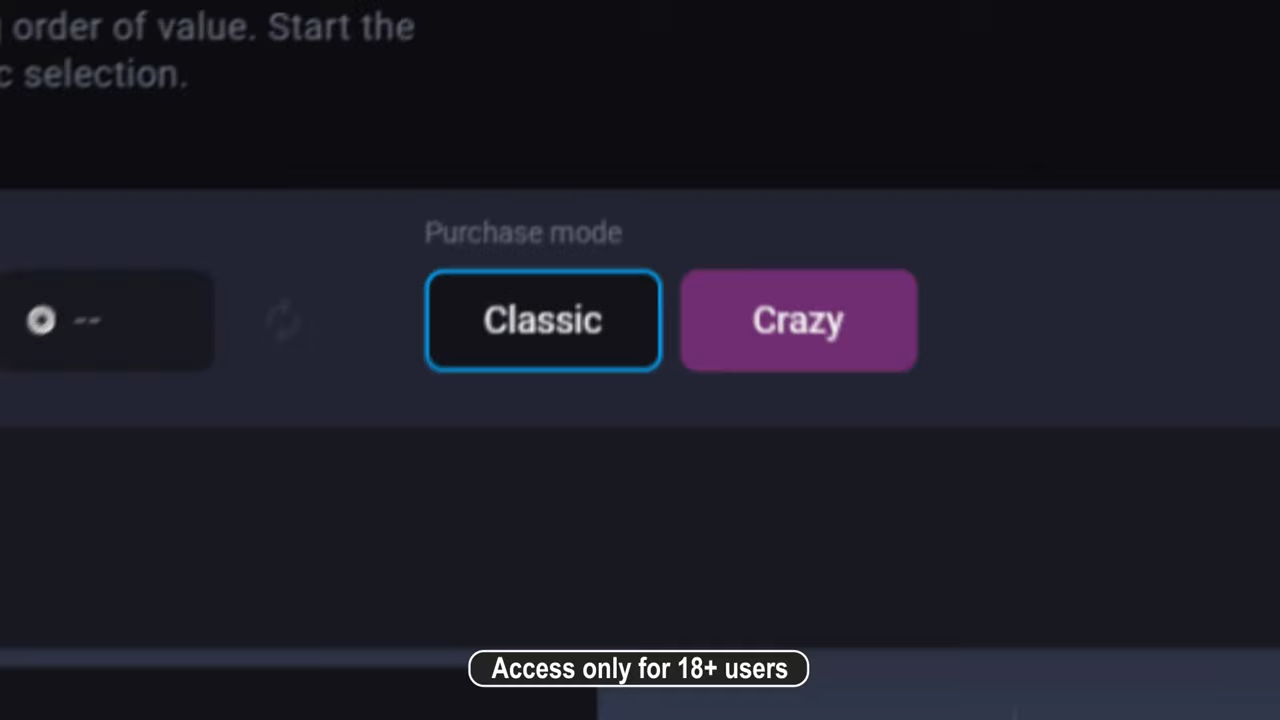 order of value. Start the
selection.
Purchase mode
--
Classic
Crazy
Access only for 18+ users